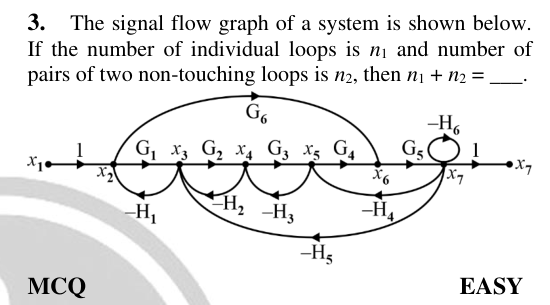 3. The signal flow graph of a system is shown below.
If the number of individual loops is n₁ and number of
pairs of two non-touching loops is n₂, then n₁ + n₂ = ___.
G₆
–H₆
x₁ 1 x₂ G₁ x₃ G₂ x₄ G₃ x₅ G₄ x₆ G₅ x₇ 1 x₇
–H₁ –H₂ –H₃ –H₄
–H₅
MCQ EASY